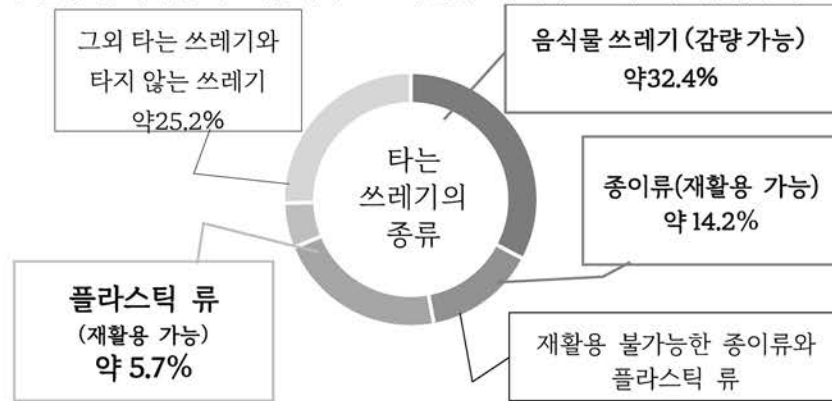 그외 타는 쓰레기와
타지 않는 쓰레기
약25.2%
음식물 쓰레기 (감량 가능)
약32.4%
타는
쓰레기의
종류
종이류(재활용 가능)
약 14.2%
플라스틱 류
(재활용 가능)
약 5.7%
재활용 불가능한 종이류와
플라스틱 류